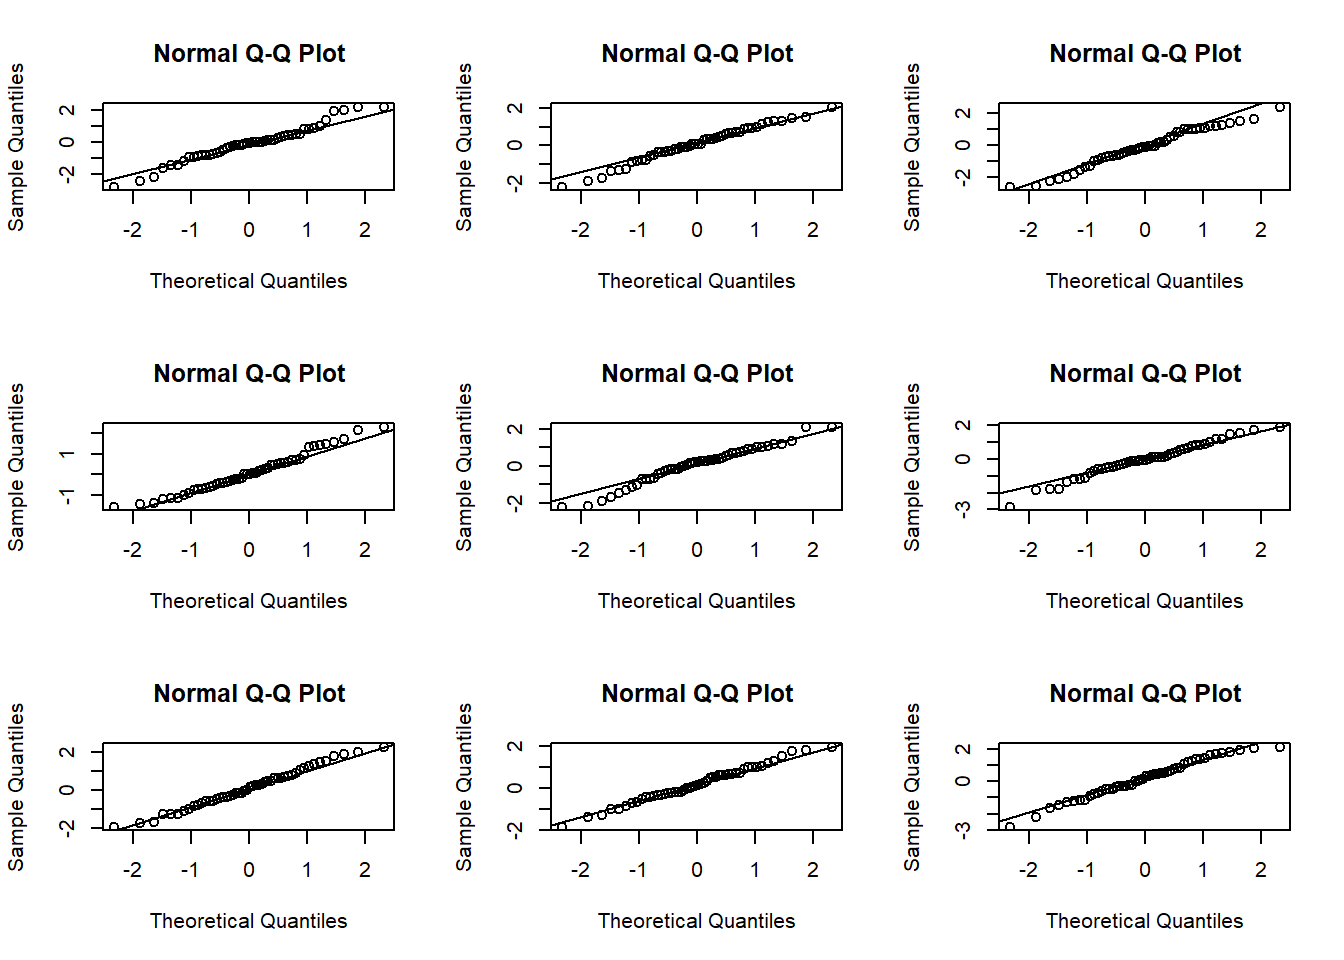 Normal Q-Q Plot
Sample Quantiles
2
0
-2
-2 -1 0 1 2
Theoretical Quantiles
Normal Q-Q Plot
Sample Quantiles
2
0
-2
-2 -1 0 1 2
Theoretical Quantiles
Normal Q-Q Plot
Sample Quantiles
2
0
-2
-2 -1 0 1 2
Theoretical Quantiles
Normal Q-Q Plot
Sample Quantiles
1
-1
-2 -1 0 1 2
Theoretical Quantiles
Normal Q-Q Plot
Sample Quantiles
2
0
-2
-2 -1 0 1 2
Theoretical Quantiles
Normal Q-Q Plot
Sample Quantiles
2
0
-3
-2 -1 0 1 2
Theoretical Quantiles
Normal Q-Q Plot
Sample Quantiles
2
0
-2
-2 -1 0 1 2
Theoretical Quantiles
Normal Q-Q Plot
Sample Quantiles
2
0
-2
-2 -1 0 1 2
Theoretical Quantiles
Normal Q-Q Plot
Sample Quantiles
2
0
-3
-2 -1 0 1 2
Theoretical Quantiles